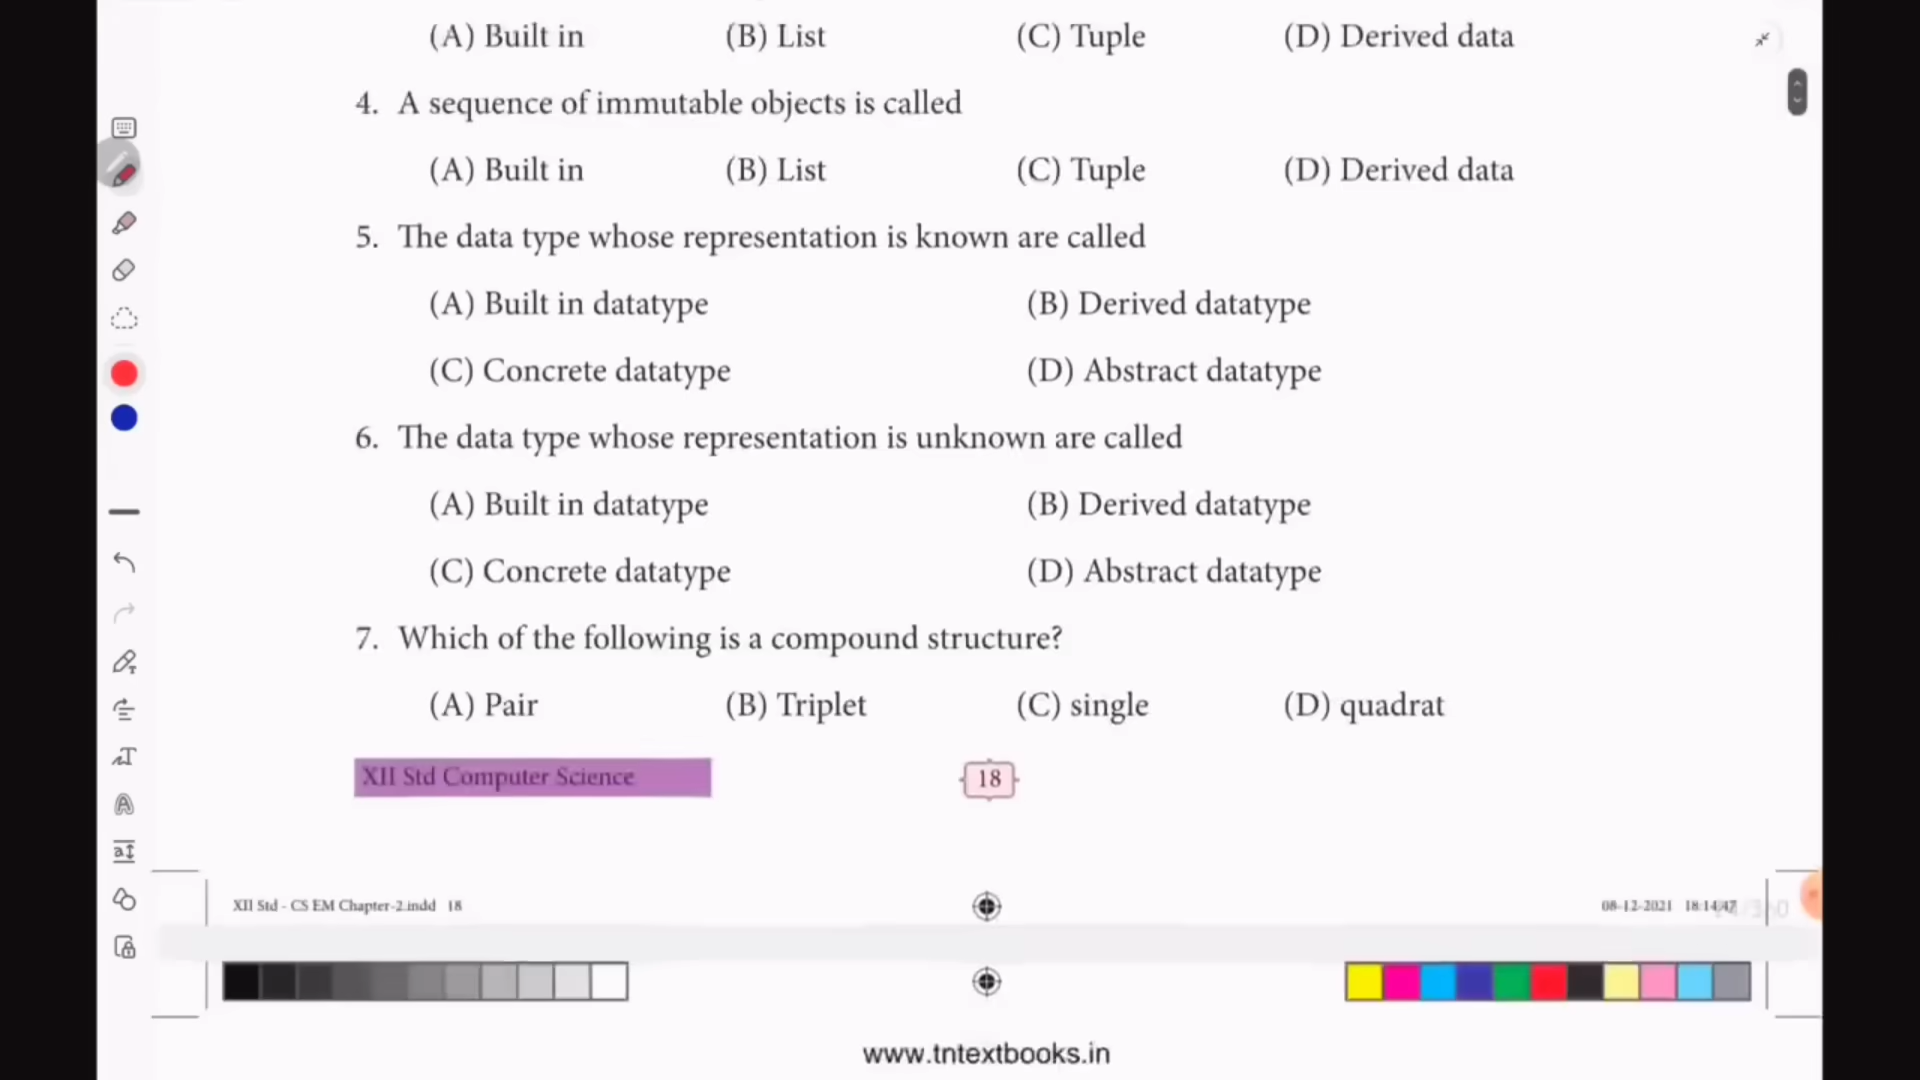 (A) Built in (B) List (C) Tuple (D) Derived data
4. A sequence of immutable objects is called
(A) Built in (B) List (C) Tuple (D) Derived data
5. The data type whose representation is known are called
(A) Built in datatype (B) Derived datatype
(C) Concrete datatype (D) Abstract datatype
6. The data type whose representation is unknown are called
(A) Built in datatype (B) Derived datatype
(C) Concrete datatype (D) Abstract datatype
7. Which of the following is a compound structure?
(A) Pair (B) Triplet (C) single (D) quadrat
XII Std Computer Science 18
XII Std - CS EM Chapter-2.indd 18 08-12-2021 18:14:47
www.tntextbooks.in